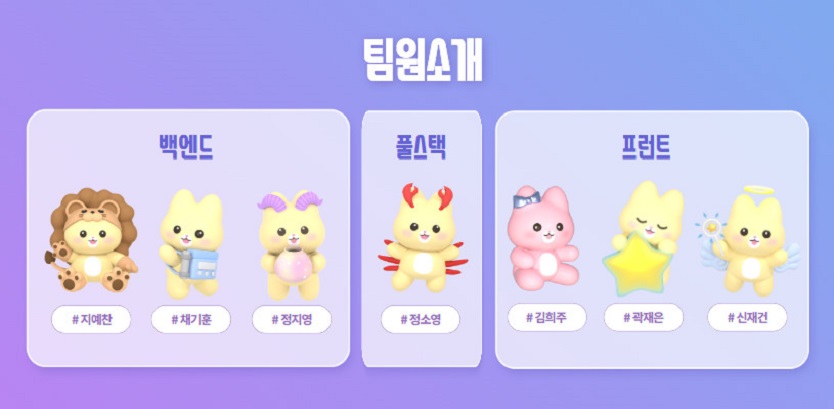 팀원소개
백엔드
# 지예찬
# 채기훈
# 정지영
풀스택
# 정소영
프런트
# 김희주
# 곽재은
# 신재건